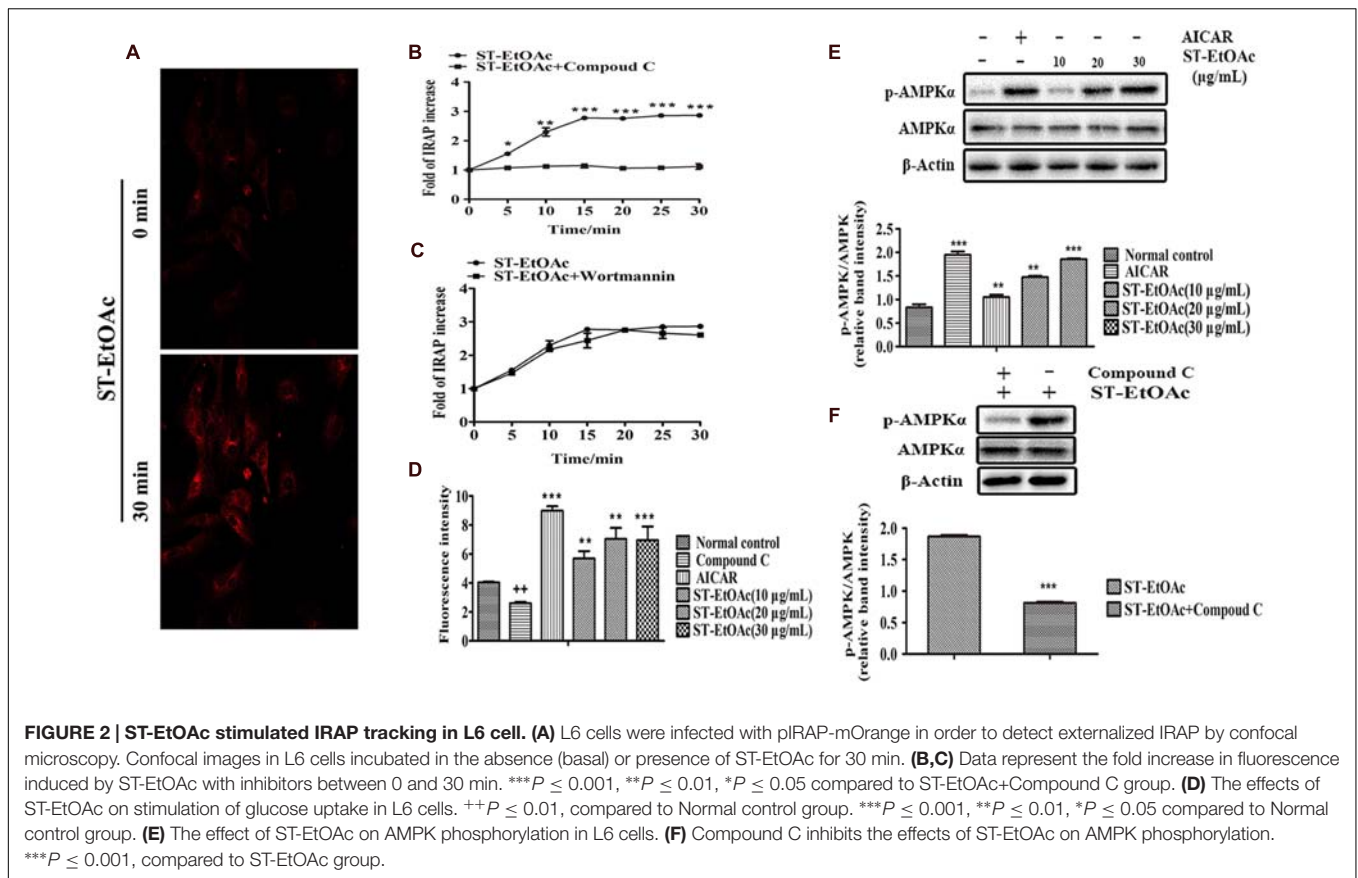 A
ST-EtOAc
0 min
30 min
B
ST-EtOAc
ST-EtOAc+Compoud C
Fold of IRAP increase
4
3
2
1
0
* ** *** *** *** ***
0 5 10 15 20 25 30
Time/min
C
ST-EtOAc
ST-EtOAc+Wortmannin
Fold of IRAP increase
4
3
2
1
0
0 5 10 15 20 25 30
Time/min
D
Fluorescence intensity
10
8
6
4
2
0
++ *** ** ** ***
Normal control
Compound C
AICAR
ST-EtOAc(10 µg/mL)
ST-EtOAc(20 µg/mL)
ST-EtOAc(30 µg/mL)
E
- + - - - AICAR
- - 10 20 30 ST-EtOAc
(µg/mL)
p-AMPKα
AMPKα
β-Actin
p-AMPK/AMPK
(relative band intensity)
2.5
2.0
1.5
1.0
0.5
0.0
*** ** ** ***
Normal control
AICAR
ST-EtOAc(10 µg/mL)
ST-EtOAc(20 µg/mL)
ST-EtOAc(30 µg/mL)
F
+ - Compound C
+ + ST-EtOAc
p-AMPKα
AMPKα
β-Actin
p-AMPK/AMPK
(relative band intensity)
2.0
1.5
1.0
0.5
0.0
***
ST-EtOAc
ST-EtOAc+Compoud C
FIGURE 2 | ST-EtOAc stimulated IRAP tracking in L6 cell. (A) L6 cells were infected with pIRAP-mOrange in order to detect externalized IRAP by confocal
microscopy. Confocal images in L6 cells incubated in the absence (basal) or presence of ST-EtOAc for 30 min. (B,C) Data represent the fold increase in fluorescence
induced by ST-EtOAc with inhibitors between 0 and 30 min. ***P ≤ 0.001, **P ≤ 0.01, *P ≤ 0.05 compared to ST-EtOAc+Compound C group. (D) The effects of
ST-EtOAc on stimulation of glucose uptake in L6 cells. ++P ≤ 0.01, compared to Normal control group. ***P ≤ 0.001, **P ≤ 0.01, *P ≤ 0.05 compared to Normal
control group. (E) The effect of ST-EtOAc on AMPK phosphorylation in L6 cells. (F) Compound C inhibits the effects of ST-EtOAc on AMPK phosphorylation.
***P ≤ 0.001, compared to ST-EtOAc group.